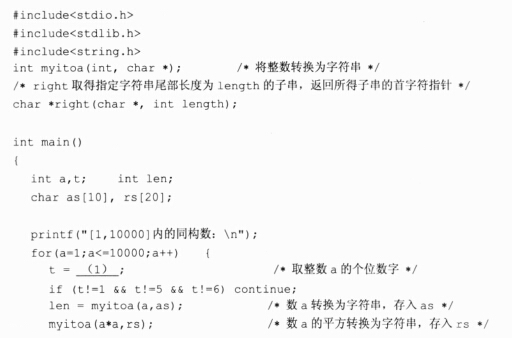 #include<stdio.h>
#include<stdlib.h>
#include<string.h>
int myitoa(int, char *);        /* 将整数转换为字符串 */
/* right 取得指定字符串尾部长度为 length 的子串，返回所得子串的首字符指针 */
char *right(char *, int length);
int main()
{
int a,t;    int len;
char as[10], rs[20];
printf("[1,10000]内的同构数：\n");
for(a=1;a<=10000;a++)    {
t = （1） ;        /* 取整数 a 的个位数字 */
if (t!=1 && t!=5 && t!=6) continue;
len = myitoa(a,as);        /* 数 a 转换为字符串，存入 as */
myitoa(a*a,rs);        /* 数 a 的平方转换为字符串，存入 rs */